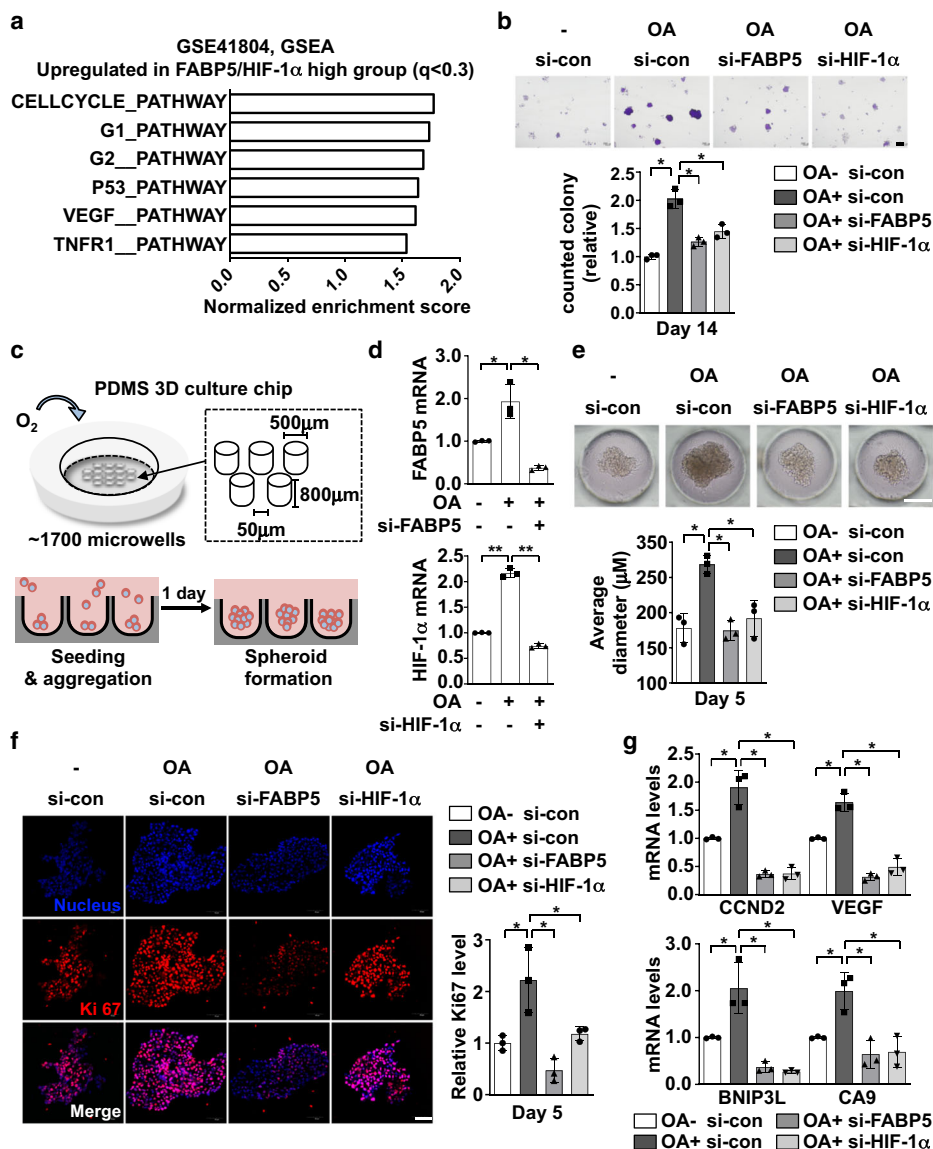 a
GSE41804, GSEA
Upregulated in FABP5/HIF-1α high group (q<0.3)
CELLCYCLE_PATHWAY
G1_PATHWAY
G2__PATHWAY
P53_PATHWAY
VEGF__PATHWAY
TNFR1__PATHWAY
0.0 0.5 1.0 1.5 2.0
Normalized enrichment score
b
- OA OA OA
si-con si-con si-FABP5 si-HIF-1α
* * *
counted colony
(relative)
2.5
2.0
1.5
1.0
0.5
0.0
Day 14
OA- si-con
OA+ si-con
OA+ si-FABP5
OA+ si-HIF-1α
c
PDMS 3D culture chip
O2
500μm
800μm
50μm
~1700 microwells
1 day
Seeding
& aggregation
Spheroid
formation
d
FABP5 mRNA
3.0
2.0
1.0
0.0
* *
OA - + +
si-FABP5 - - +
HIF-1α mRNA
2.5
2.0
1.5
1.0
0.5
0.0
** **
OA - + +
si-HIF-1α - - +
e
- OA OA OA
si-con si-con si-FABP5 si-HIF-1α
* * *
Average
diameter (μM)
350
300
250
200
150
100
Day 5
OA- si-con
OA+ si-con
OA+ si-FABP5
OA+ si-HIF-1α
f
- OA OA OA
si-con si-con si-FABP5 si-HIF-1α
Nucleus
Ki 67
Merge
OA- si-con
OA+ si-con
OA+ si-FABP5
OA+ si-HIF-1α
* * *
Relative Ki67 level
3
2
1
0
Day 5
g
mRNA levels
2.5
2.0
1.5
1.0
0.5
0.0
* * * * * *
CCND2 VEGF
mRNA levels
3.0
2.0
1.0
0.0
* * * * * *
BNIP3L CA9
OA- si-con OA+ si-FABP5
OA+ si-con OA+ si-HIF-1α